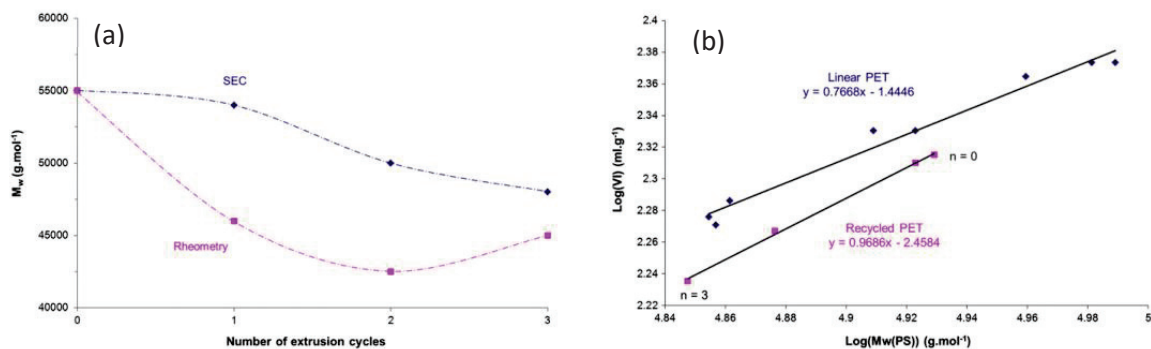 (a)
60000
55000
50000
45000
40000
SEC
Rheometry
0
1
2
3
M_w (g.mol⁻¹)
Number of extrusion cycles
(b)
2.4
2.38
2.36
2.34
2.32
2.3
2.28
2.26
2.24
2.22
Linear PET
y = 0.7668x - 1.4446
n = 0
Recycled PET
y = 0.9686x - 2.4584
n = 3
4.84
4.86
4.88
4.9
4.92
4.94
4.96
4.98
5
Log(VI) (ml.g⁻¹)
Log(Mw(PS)) (g.mol⁻¹)